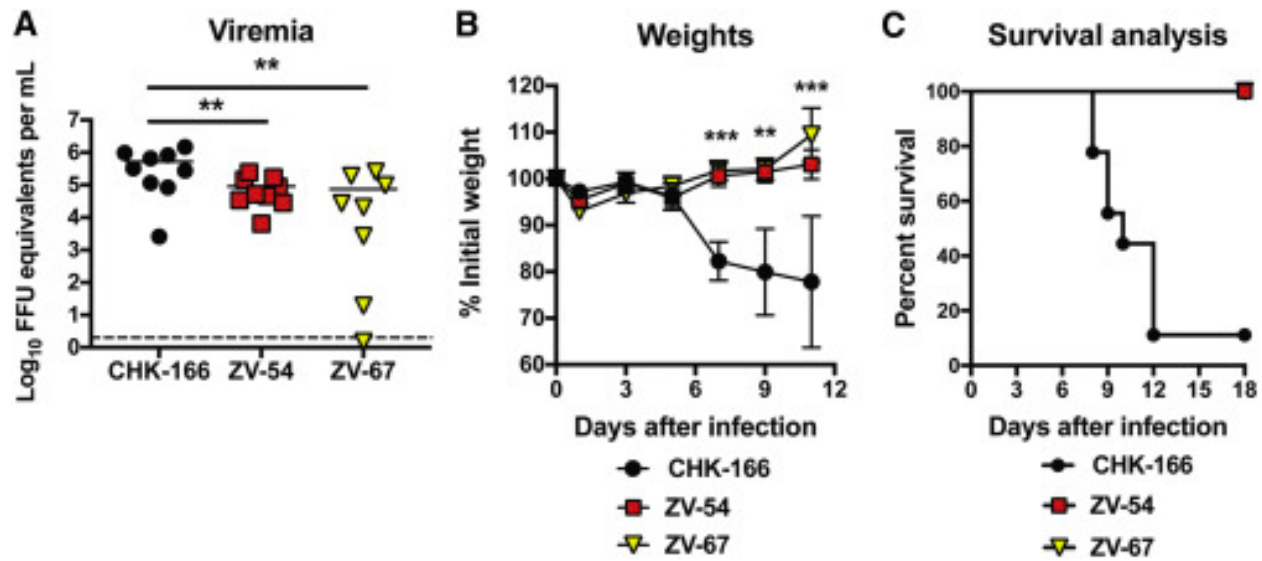 A
Viremia
**
**
Log10 FFU equivalents per mL
7
6
5
4
3
2
1
0
CHK-166 ZV-54 ZV-67
B
Weights
*** ** ***
% Initial weight
120
110
100
90
80
70
60
0 3 6 9 12
Days after infection
CHK-166
ZV-54
ZV-67
C
Survival analysis
Percent survival
100
80
60
40
20
0
0 3 6 9 12 15 18
Days after infection
CHK-166
ZV-54
ZV-67